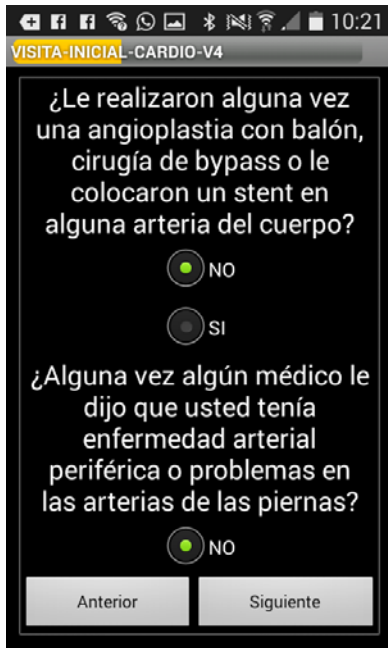 10:21
VISITA-INICIAL-CARDIO-V4
¿Le realizaron alguna vez
una angioplastia con balón,
cirugía de bypass o le
colocaron un stent en
alguna arteria del cuerpo?
NO
SI
¿Alguna vez algún médico le
dijo que usted tenía
enfermedad arterial
periférica o problemas en
las arterias de las piernas?
NO
Anterior Siguiente